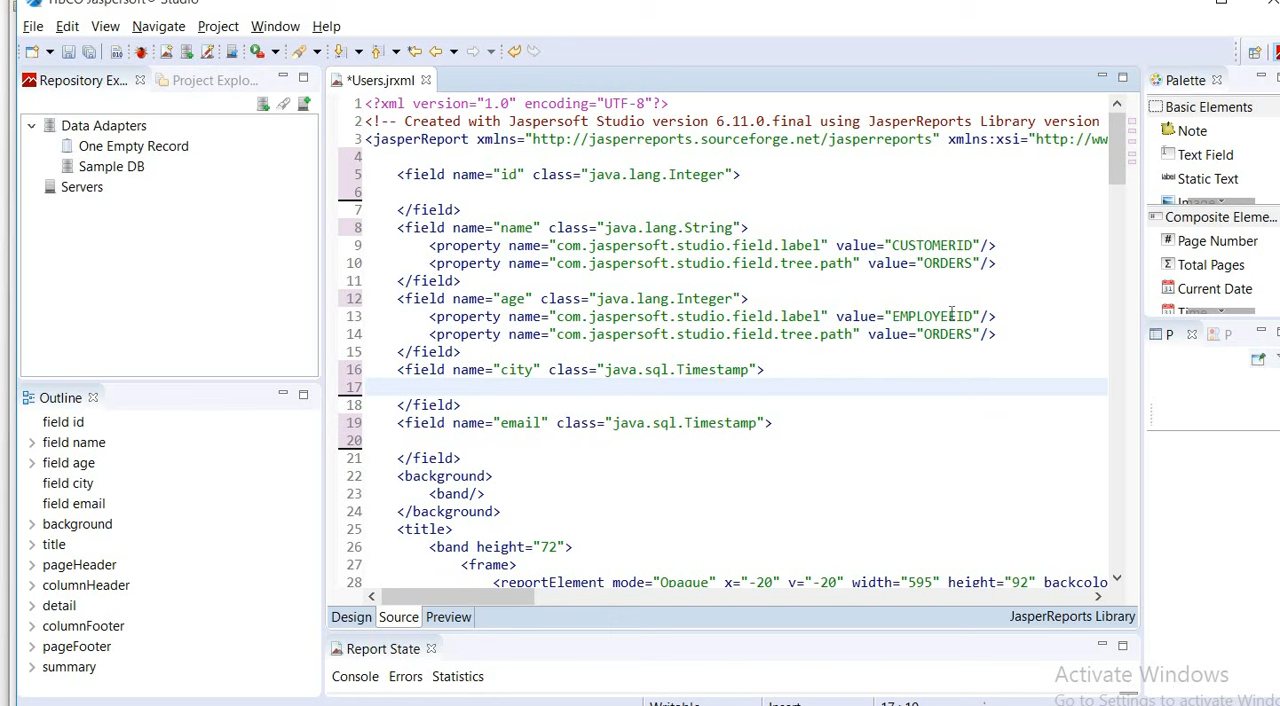 File Edit View Navigate Project Window Help
Repository Ex... Project Explo...
Data Adapters
One Empty Record
Sample DB
Servers
Outline
field id
field name
field age
field city
field email
background
title
pageHeader
columnHeader
detail
columnFooter
pageFooter
summary
*Users.jrxml
1 <?xml version="1.0" encoding="UTF-8"?>
2 <!-- Created with Jaspersoft Studio version 6.11.0.final using JasperReports Library version
3 <jasperReport xmlns="http://jasperreports.sourceforge.net/jasperreports" xmlns:xsi="http://ww
4
5 <field name="id" class="java.lang.Integer">
6
7 </field>
8 <field name="name" class="java.lang.String">
9 <property name="com.jaspersoft.studio.field.label" value="CUSTOMERID"/>
10 <property name="com.jaspersoft.studio.field.tree.path" value="ORDERS"/>
11 </field>
12 <field name="age" class="java.lang.Integer">
13 <property name="com.jaspersoft.studio.field.label" value="EMPLOYEEID"/>
14 <property name="com.jaspersoft.studio.field.tree.path" value="ORDERS"/>
15 </field>
16 <field name="city" class="java.sql.Timestamp">
17
18 </field>
19 <field name="email" class="java.sql.Timestamp">
20
21 </field>
22 <background>
23 <band/>
24 </background>
25 <title>
26 <band height="72">
27 <frame>
28 <reportElement mode="Opaque" x="-20" y="-20" width="595" height="92" backcolo
Design Source Preview
JasperReports Library
Report State
Console Errors Statistics
Palette
Basic Elements
Note
Text Field
Static Text
Composite Eleme...
Page Number
Total Pages
Current Date
P P
Activate Windows
Go to Settings to activate Wind